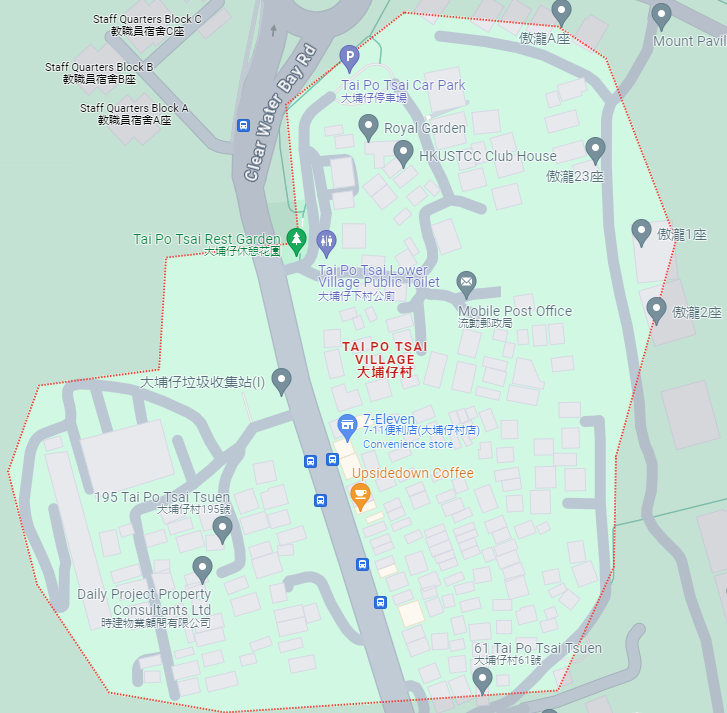 Staff Quarters Block C
教職員宿舍C座
Staff Quarters Block B
教職員宿舍B座
Staff Quarters Block A
教職員宿舍A座
Clear Water Bay Rd
傲瀧A座
Mount Pavil
P
Tai Po Tsai Car Park
大埔仔停車場
Royal Garden
HKUSTCC Club House
傲瀧23座
傲瀧1座
傲瀧2座
Tai Po Tsai Rest Garden
大埔仔休憩花園
Tai Po Tsai Lower
Village Public Toilet
大埔仔下村公廁
Mobile Post Office
流動郵政局
TAI PO TSAI
VILLAGE
大埔仔村
大埔仔垃圾收集站(I)
7-Eleven
7-11便利店(大埔仔村店)
Convenience store
Upsidedown Coffee
195 Tai Po Tsai Tsuen
大埔仔村195號
Daily Project Property
Consultants Ltd
時建物業顧問有限公司
61 Tai Po Tsai Tsuen
大埔仔村61號